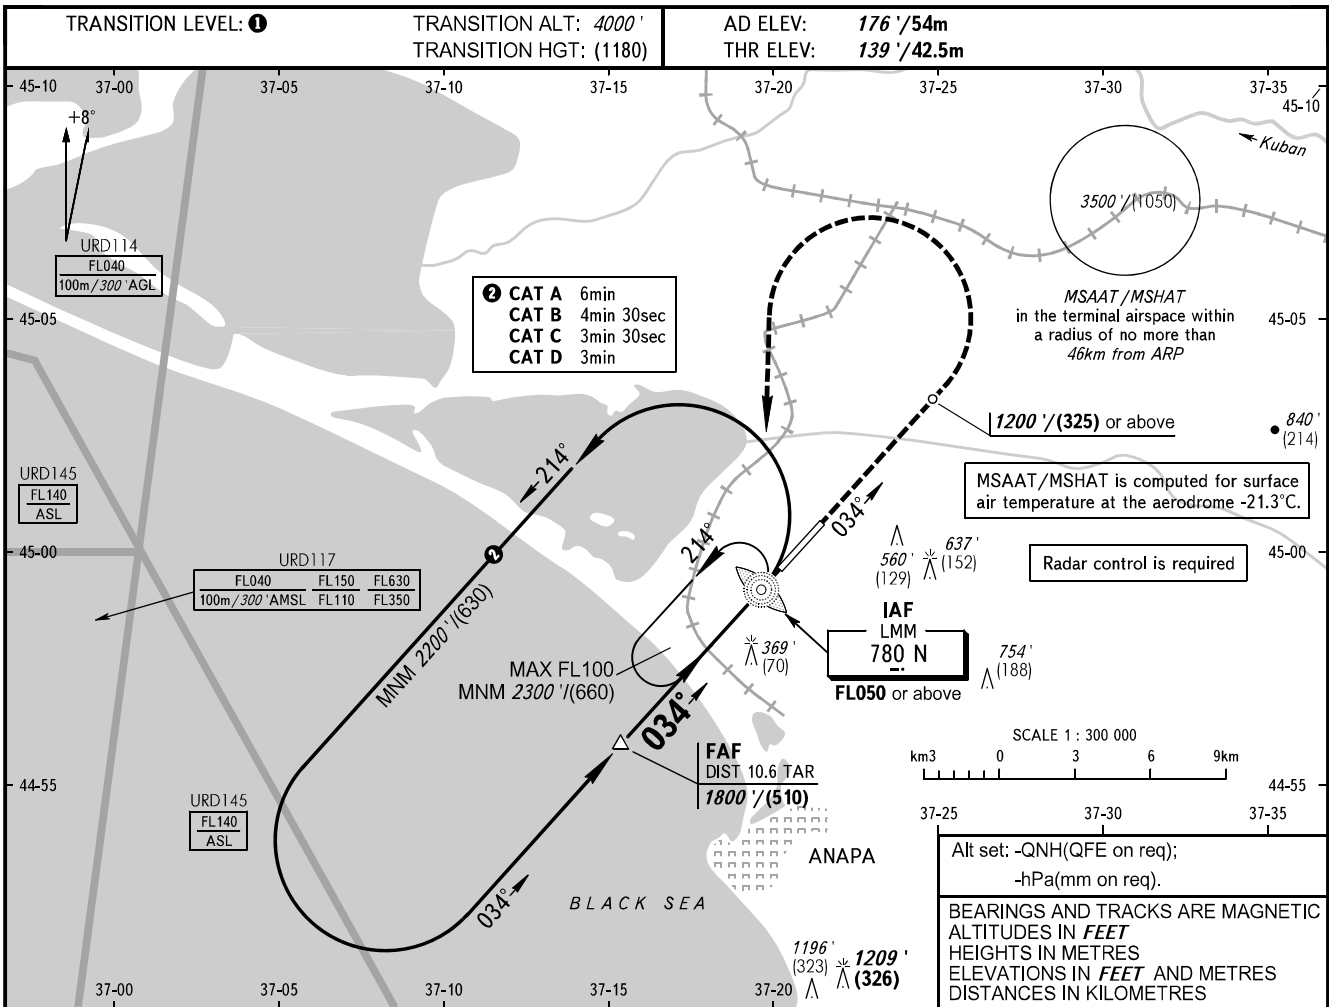 TRANSITION LEVEL: ❶
TRANSITION ALT: 4000 '
TRANSITION HGT: (1180)
AD ELEV: 176 '/54m
THR ELEV: 139 '/42.5m
45-10 37-00 37-05 37-10 37-15 37-20 37-25 37-30 37-35
45-10
+8°
Kuban
3500 '/(1050)
URD114
FL040
100m/300 'AGL
❷ CAT A 6min
CAT B 4min 30sec
CAT C 3min 30sec
CAT D 3min
MSAAT/MSHAT
in the terminal airspace within
a radius of no more than
46km from ARP
45-05
45-05
1200 '/(325) or above
840 '
(214)
214°
URD145
FL140
ASL
MSAAT/MSHAT is computed for surface
air temperature at the aerodrome -21.3°C.
034°
214°
45-00
❷
560 '
(129)
637 '
(152)
45-00
Radar control is required
URD117
FL040 FL150 FL630
100m/300 'AMSL FL110 FL350
MNM 2200 '/(630)
IAF
LMM
780 N
FL050 or above
369 '
(70)
754 '
(188)
MAX FL100
MNM 2300 '/(660)
034°
FAF
DIST 10.6 TAR
1800 '/(510)
SCALE 1 : 300 000
km3 0 3 6 9km
44-55
44-55
37-25 37-30 37-35
URD145
FL140
ASL
ANAPA
034°
BLACK SEA
Alt set: -QNH(QFE on req);
-hPa(mm on req).
BEARINGS AND TRACKS ARE MAGNETIC
ALTITUDES IN FEET
HEIGHTS IN METRES
ELEVATIONS IN FEET AND METRES
DISTANCES IN KILOMETRES
1196 '
(323)
1209 '
(326)
37-00 37-05 37-10 37-15 37-20